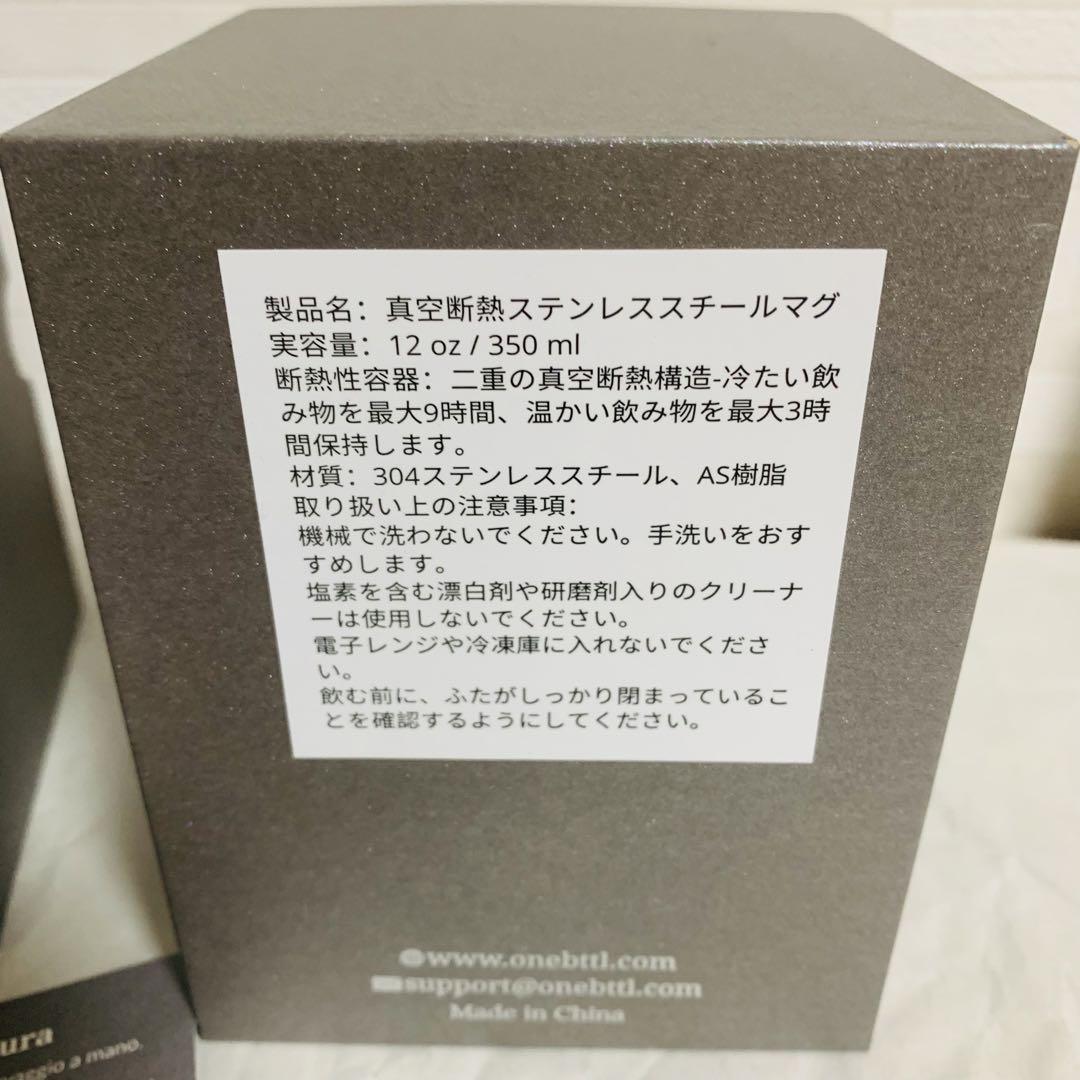 製品名：真空断熱ステンレススチールマグ
実容量：12 oz / 350 ml
断熱性容器：二重の真空断熱構造-冷たい飲
み物を最大9時間、温かい飲み物を最大3時
間保持します。
材質：304ステンレススチール、AS樹脂
取り扱い上の注意事項：
機械で洗わないでください。手洗いをおす
すめします。
塩素を含む漂白剤や研磨剤入りのクリーナ
ーは使用しないでください。
電子レンジや冷凍庫に入れないでくださ
い。
飲む前に、ふたがしっかり閉まっているこ
とを確認するようにしてください。
www.onebttl.com
support@onebttl.com
Made in China
ura
aggio a mano.